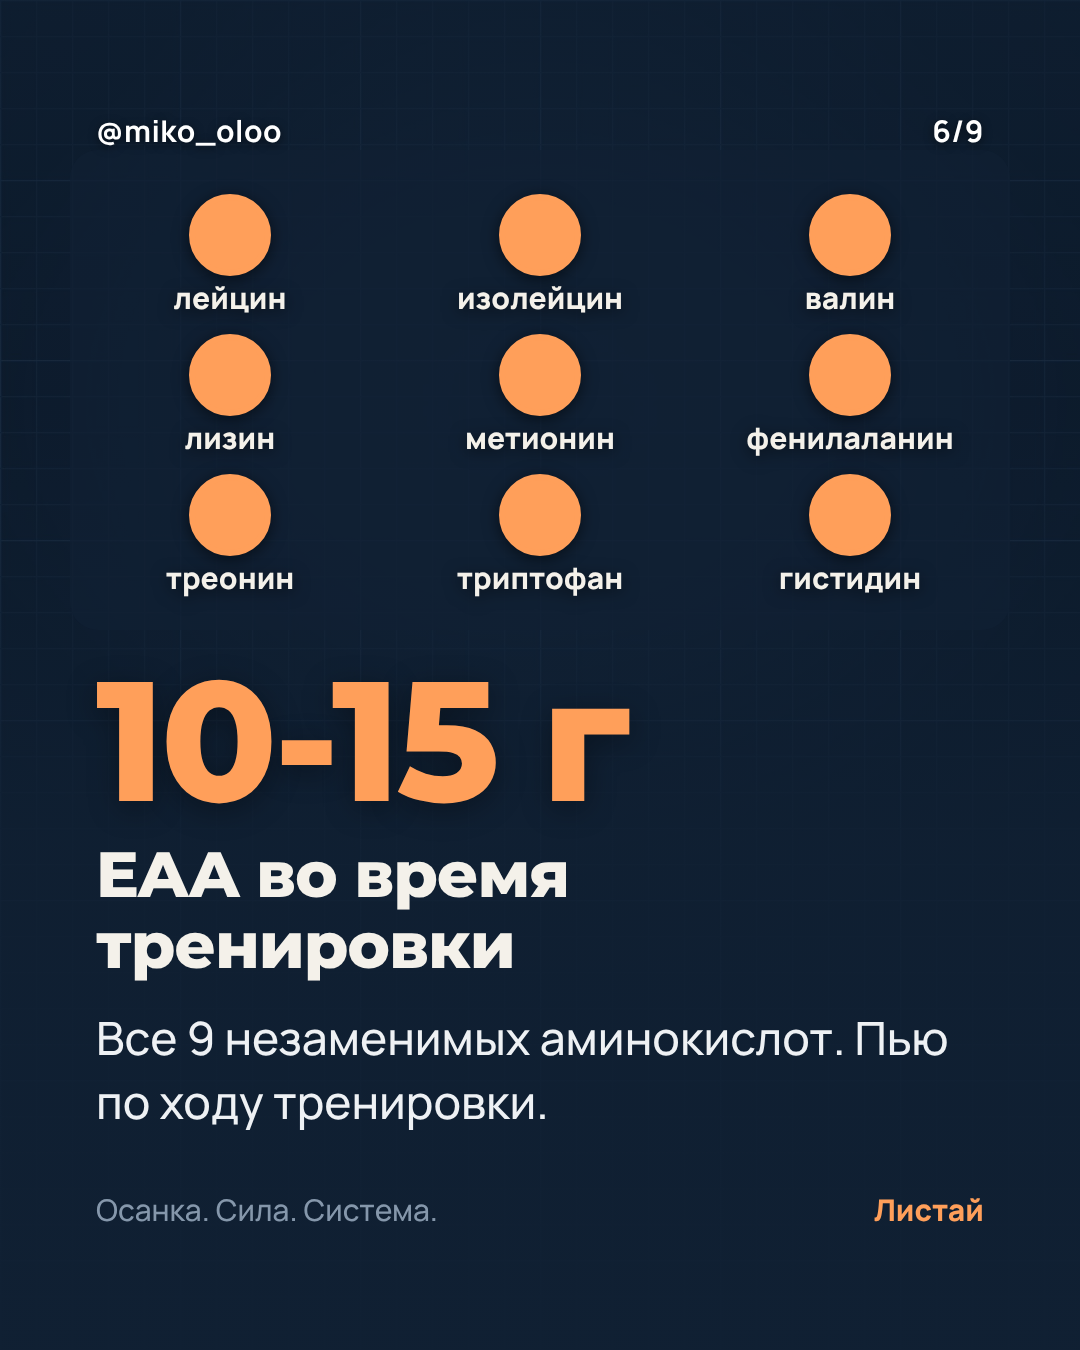 @miko_oloo 6/9
лейцин изолейцин валин
лизин метионин фенилаланин
треонин триптофан гистидин
10-15 г
EAA во время
тренировки
Все 9 незаменимых аминокислот. Пью
по ходу тренировки.
Осанка. Сила. Система. Листай